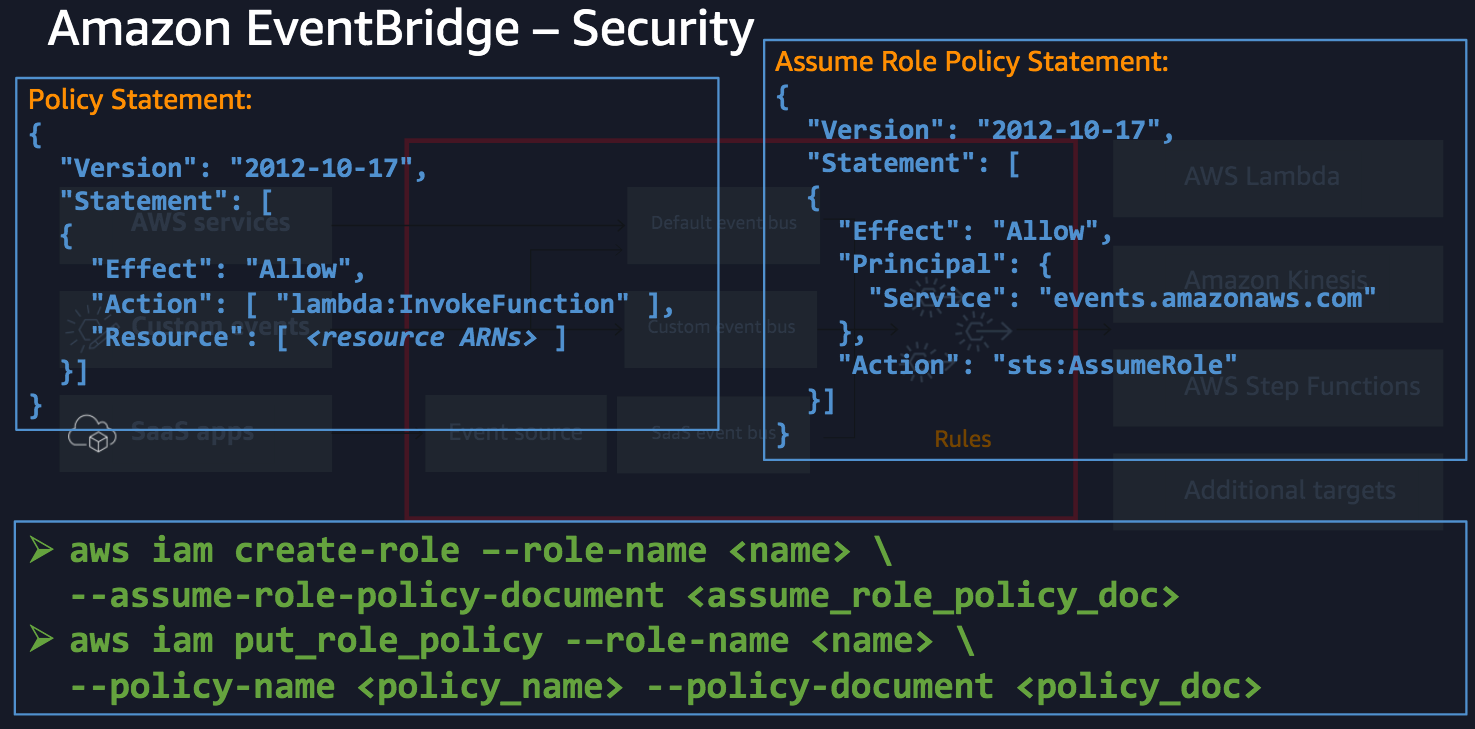 Amazon EventBridge – Security
Policy Statement:
{
"Version": "2012-10-17",
"Statement": [
{
"Effect": "Allow",
"Action": [ "lambda:InvokeFunction" ],
"Resource": [ <resource ARNs> ]
}]
}
Assume Role Policy Statement:
{
"Version": "2012-10-17",
"Statement": [
{
"Effect": "Allow",
"Principal": {
"Service": "events.amazonaws.com"
},
"Action": "sts:AssumeRole"
}]
}
AWS services
Custom events
SaaS apps
Event source
Default event bus
Custom event bus
SaaS event bus
Rules
AWS Lambda
Amazon Kinesis
AWS Step Functions
Additional targets
➢ aws iam create-role --role-name <name> \
--assume-role-policy-document <assume_role_policy_doc>
➢ aws iam put_role_policy --role-name <name> \
--policy-name <policy_name> --policy-document <policy_doc>